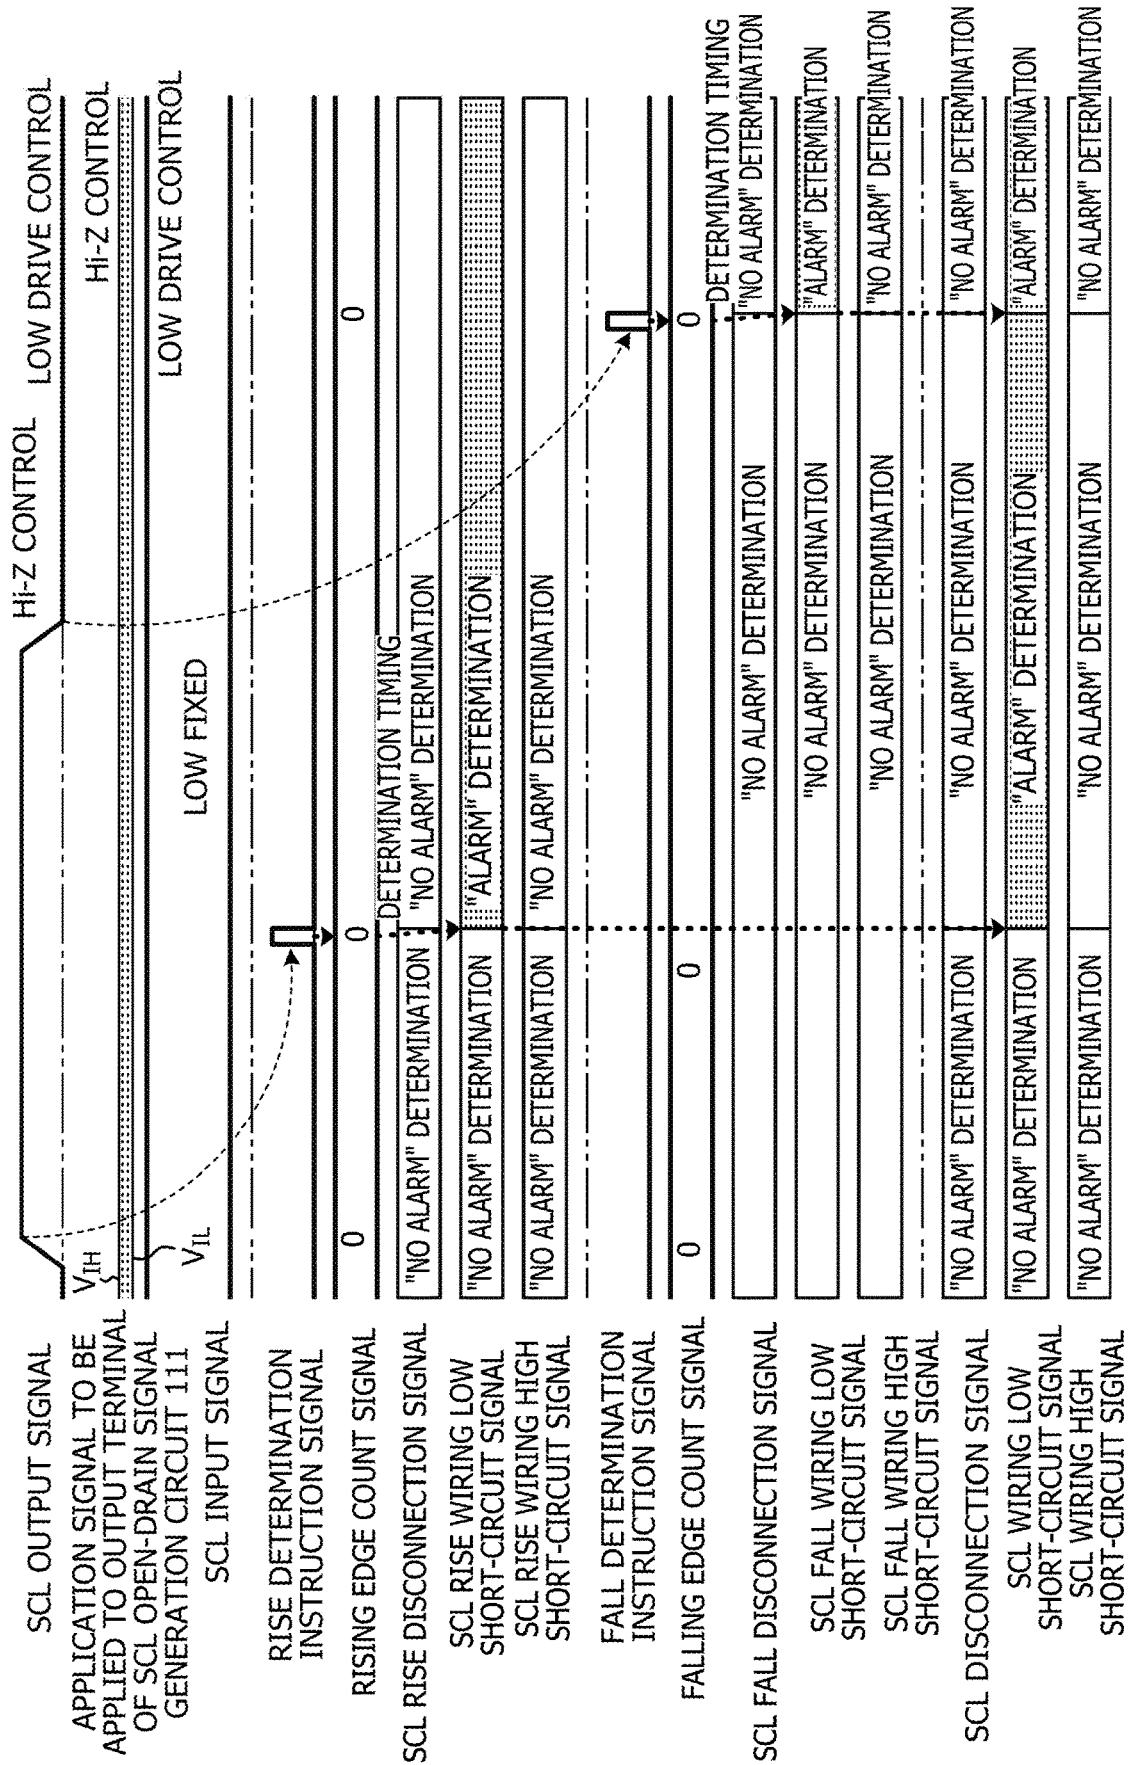 SCL OUTPUT SIGNAL
Hi-Z CONTROL
LOW DRIVE CONTROL
APPLICATION SIGNAL TO BE
APPLIED TO OUTPUT TERMINAL
OF SCL OPEN-DRAIN SIGNAL
GENERATION CIRCUIT 111
VIH
VIL
Hi-Z CONTROL
LOW DRIVE CONTROL
SCL INPUT SIGNAL
LOW FIXED
RISE DETERMINATION
INSTRUCTION SIGNAL
RISING EDGE COUNT SIGNAL
0
0
0
DETERMINATION TIMING
SCL RISE DISCONNECTION SIGNAL
"NO ALARM" DETERMINATION
"NO ALARM" DETERMINATION
SCL RISE WIRING LOW
SHORT-CIRCUIT SIGNAL
"NO ALARM" DETERMINATION
"ALARM" DETERMINATION
SCL RISE WIRING HIGH
SHORT-CIRCUIT SIGNAL
"NO ALARM" DETERMINATION
"NO ALARM" DETERMINATION
FALL DETERMINATION
INSTRUCTION SIGNAL
FALLING EDGE COUNT SIGNAL
0
0
0
DETERMINATION TIMING
SCL FALL DISCONNECTION SIGNAL
"NO ALARM" DETERMINATION
"NO ALARM" DETERMINATION
SCL FALL WIRING LOW
SHORT-CIRCUIT SIGNAL
"NO ALARM" DETERMINATION
"ALARM" DETERMINATION
SCL FALL WIRING HIGH
SHORT-CIRCUIT SIGNAL
"NO ALARM" DETERMINATION
"NO ALARM" DETERMINATION
SCL DISCONNECTION SIGNAL
"NO ALARM" DETERMINATION
"NO ALARM" DETERMINATION
"NO ALARM" DETERMINATION
SCL WIRING LOW
SHORT-CIRCUIT SIGNAL
"NO ALARM" DETERMINATION
"ALARM" DETERMINATION
"ALARM" DETERMINATION
SCL WIRING HIGH
SHORT-CIRCUIT SIGNAL
"NO ALARM" DETERMINATION
"NO ALARM" DETERMINATION
"NO ALARM" DETERMINATION